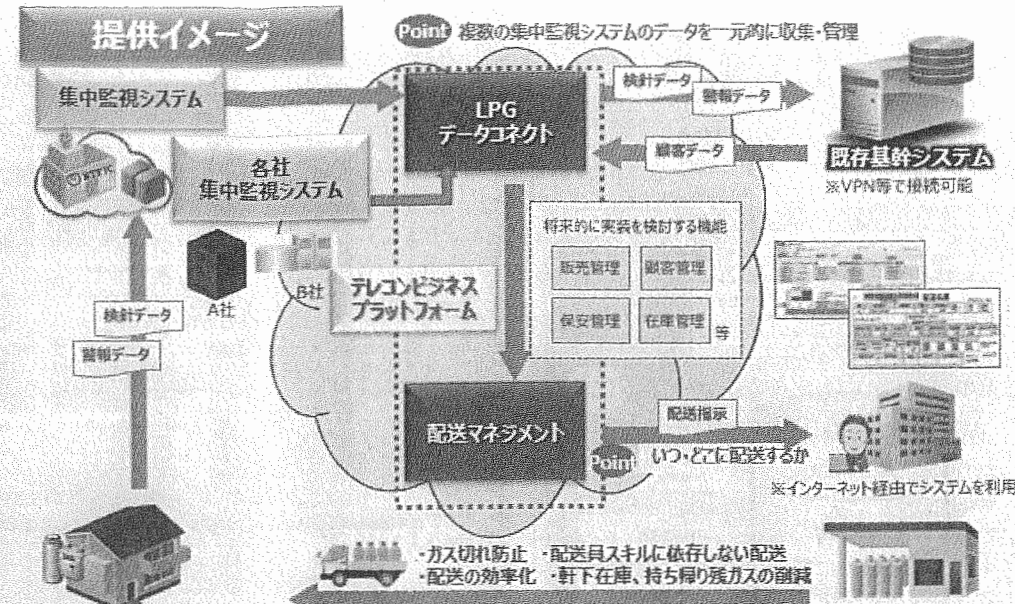 提供イメージ
Point 複数の集中監視システムのデータを一元的に収集・管理
集中監視システム
各社
集中監視システム
A社
B社
検針データ
警報データ
LPG
データコネクト
検針データ
警報データ
顧客データ
既存基幹システム
※VPN等で接続可能
将来的に実装を検討する機能
販売管理
顧客管理
保安管理
在庫管理
等
テレコンビジネス
プラットフォーム
配送マネジメント
配送指示
Point いつ・どこに配送するか
※インターネット経由でシステムを利用
・ガス切れ防止 ・配送員スキルに依存しない配送
・配送の効率化 ・軒下在庫、持ち帰り残ガスの削減